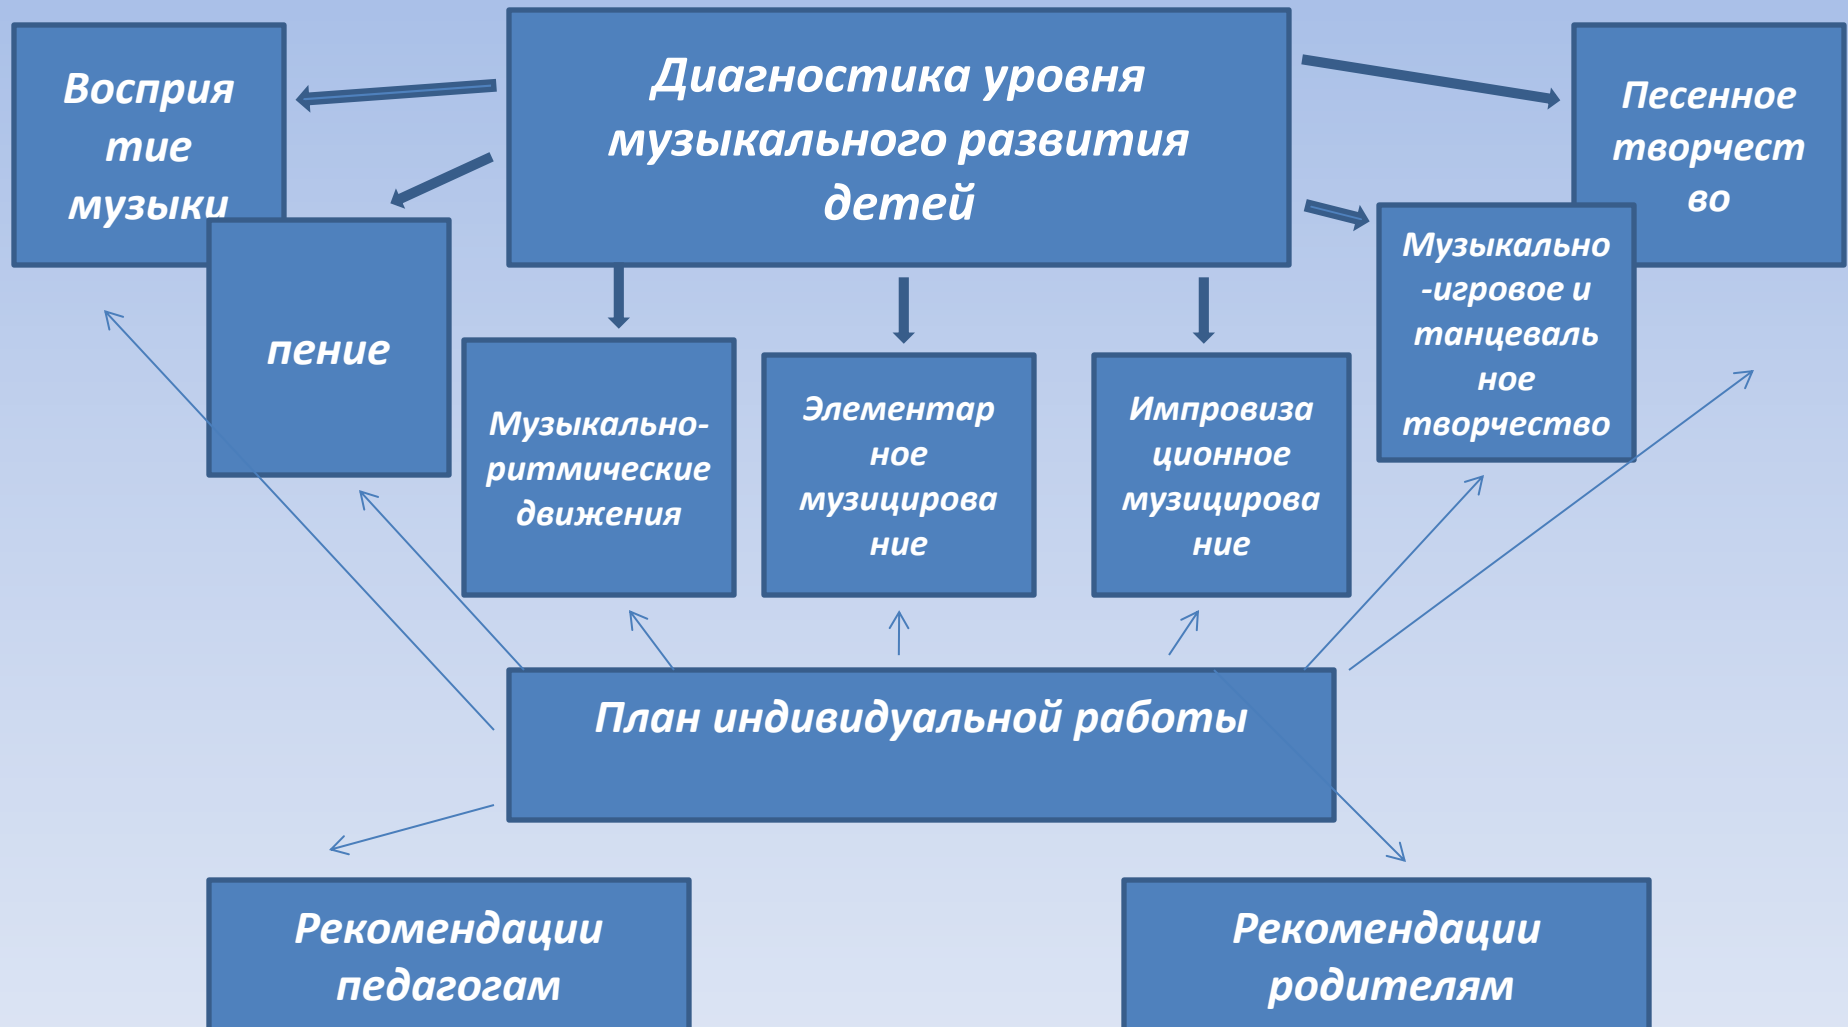 Восприя
тие
музыки
Диагностика уровня
музыкального развития
детей
Песенное
творчест
во
пение
Музыкально-
ритмические
движения
Элементар
ное
музицирова
ние
Импровиза
ционное
музицирова
ние
Музыкально
-игровое и
танцеваль
ное
творчество
План индивидуальной работы
Рекомендации
педагогам
Рекомендации
родителям